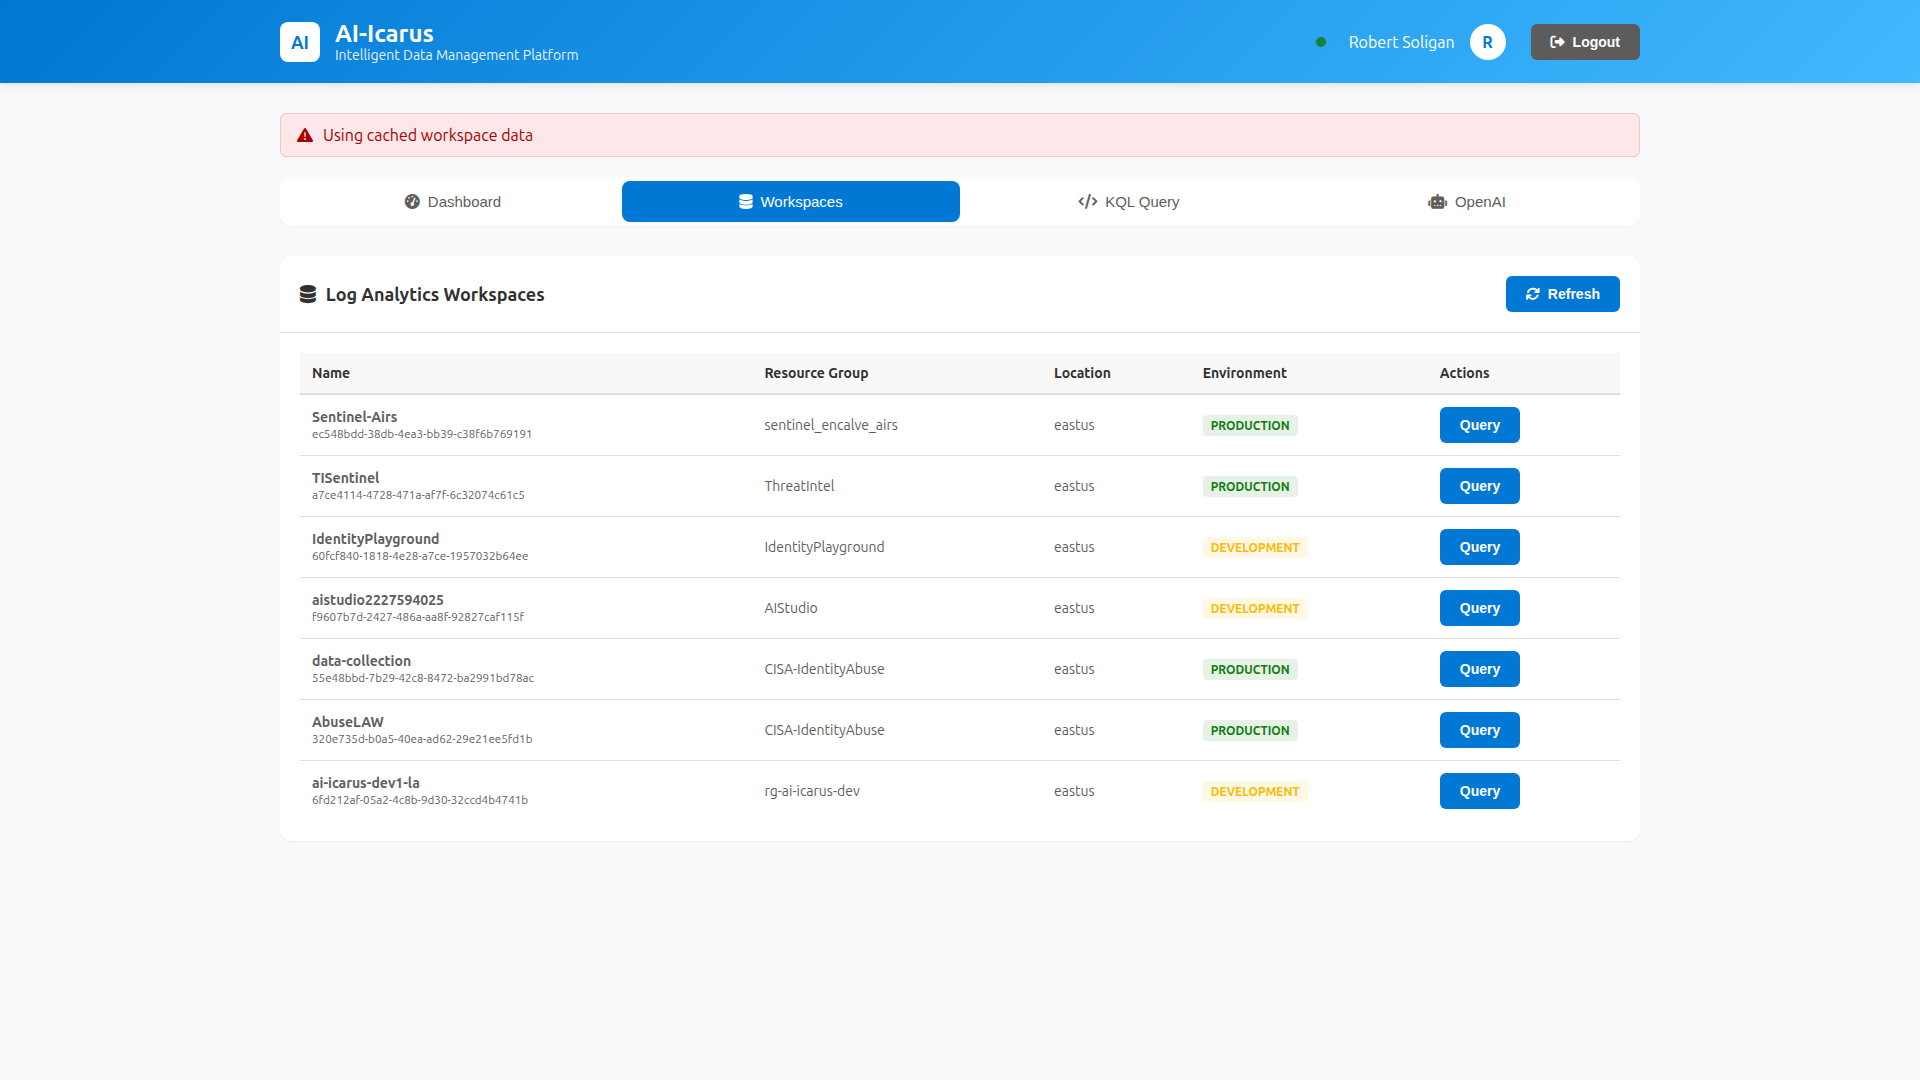 AI
AI-Icarus
Intelligent Data Management Platform
Robert Soligan
R
Logout
Using cached workspace data
Dashboard
Workspaces
</> KQL Query
OpenAI
Log Analytics Workspaces
Refresh
Name Resource Group Location Environment Actions
Sentinel-Airs
ec548bdd-38db-4ea3-bb39-c38f6b769191
sentinel_encalve_airs eastus PRODUCTION Query
TISentinel
a7ce4114-4728-471a-af7f-6c32074c61c5
ThreatIntel eastus PRODUCTION Query
IdentityPlayground
60fcf840-1818-4e28-a7ce-1957032b64ee
IdentityPlayground eastus DEVELOPMENT Query
aistudio2227594025
f9607b7d-2427-486a-aa8f-92827caf115f
AIStudio eastus DEVELOPMENT Query
data-collection
55e48bbd-7b29-42c8-8472-ba2991bd78ac
CISA-IdentityAbuse eastus PRODUCTION Query
AbuseLAW
320e735d-b0a5-40ea-ad62-29e21ee5fd1b
CISA-IdentityAbuse eastus PRODUCTION Query
ai-icarus-dev1-la
6fd212af-05a2-4c8b-9d30-32ccd4b4741b
rg-ai-icarus-dev eastus DEVELOPMENT Query